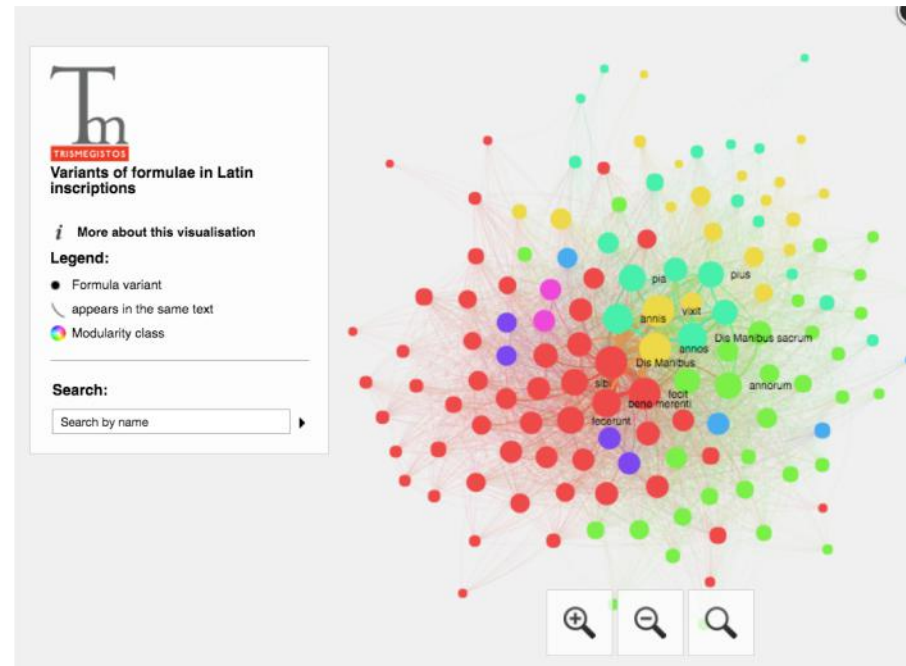 Tm
TRISMEGISTOS
Variants of formulae in Latin
inscriptions
i More about this visualisation
Legend:
Formula variant
appears in the same text
Modularity class
Search:
Search by name
pia
pius
annis
vixit
Dis Manibus sacrum
annos
Dis Manibus
sibi
annorum
fecit
bene merenti
fecerunt